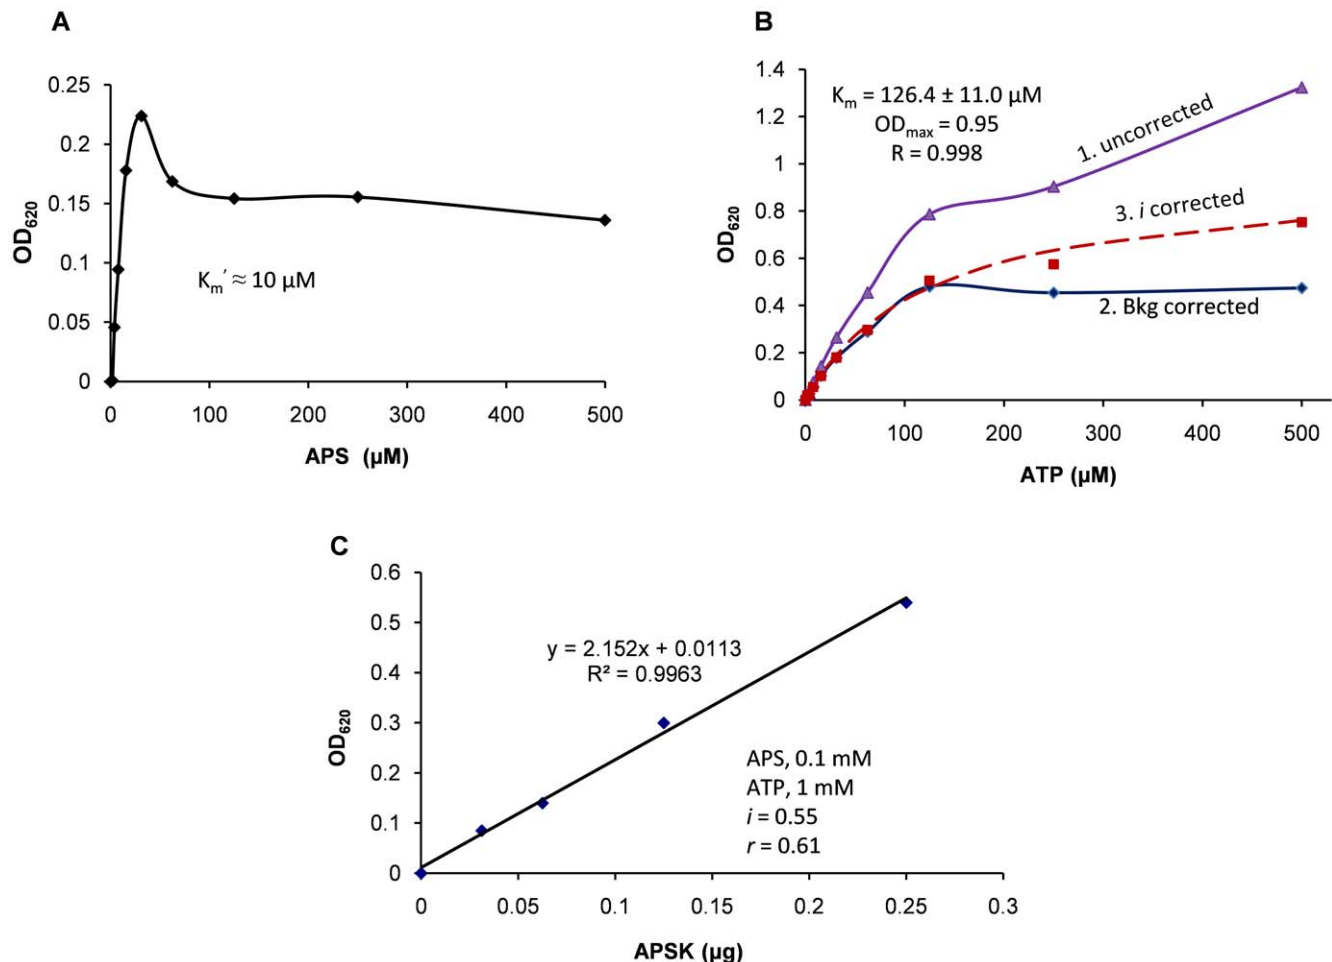 A
0.25
0.2
0.15
0.1
0.05
0
OD620
Km′ ≈ 10 µM
0 100 200 300 400 500
APS (µM)
B
1.4
1.2
1
0.8
0.6
0.4
0.2
0
OD620
Km = 126.4 ± 11.0 µM
ODmax = 0.95
R = 0.998
1. uncorrected
3. i corrected
2. Bkg corrected
0 100 200 300 400 500
ATP (µM)
C
0.6
0.5
0.4
0.3
0.2
0.1
0
OD620
y = 2.152x + 0.0113
R² = 0.9963
APS, 0.1 mM
ATP, 1 mM
i = 0.55
r = 0.61
0 0.05 0.1 0.15 0.2 0.25 0.3
APSK (µg)